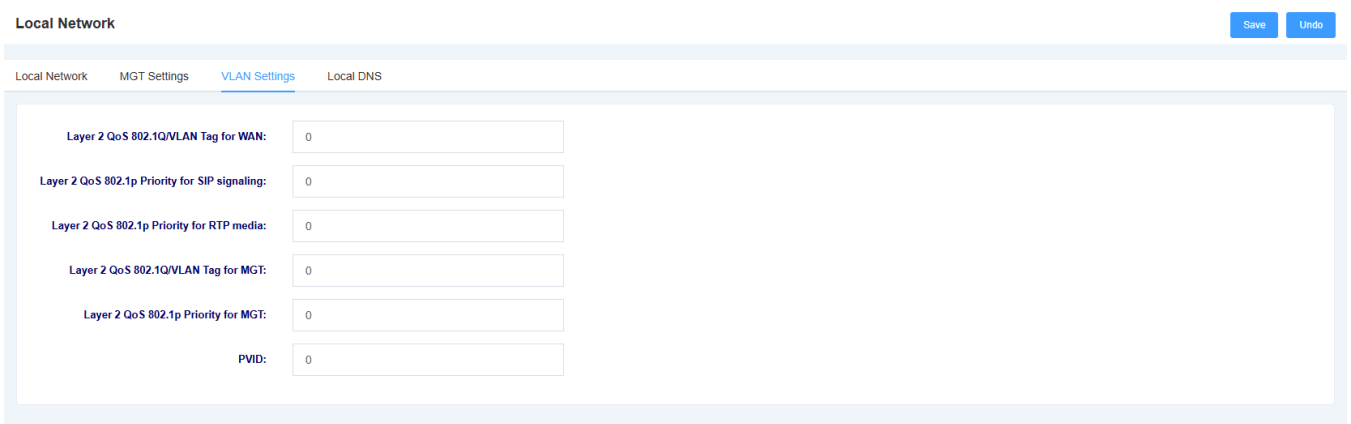 Local Network
Save
Undo
Local Network
MGT Settings
VLAN Settings
Local DNS
Layer 2 QoS 802.1Q/VLAN Tag for WAN: 0
Layer 2 QoS 802.1p Priority for SIP signaling: 0
Layer 2 QoS 802.1p Priority for RTP media: 0
Layer 2 QoS 802.1Q/VLAN Tag for MGT: 0
Layer 2 QoS 802.1p Priority for MGT: 0
PVID: 0